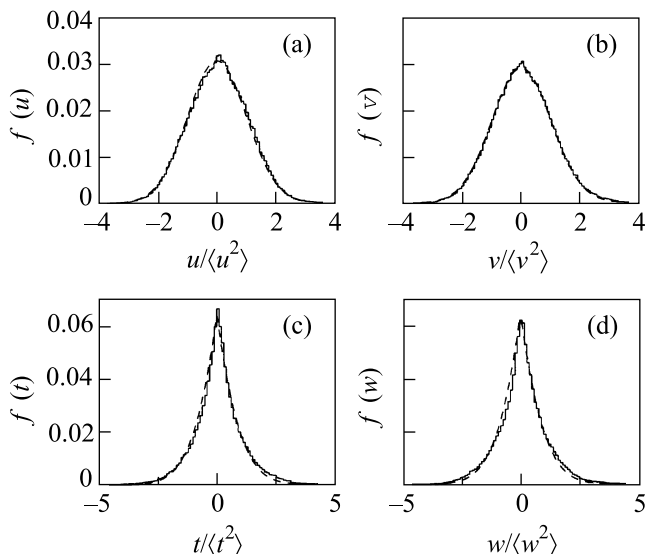 0.04
0.03
0.02
0.01
0
f (u)
(a)
−4 −2 0 2 4
u/⟨u²⟩
f (v)
(b)
−4 −2 0 2 4
v/⟨v²⟩
0.06
0.04
0.02
0
f (t)
(c)
−5 0 5
t/⟨t²⟩
f (w)
(d)
−5 0 5
w/⟨w²⟩